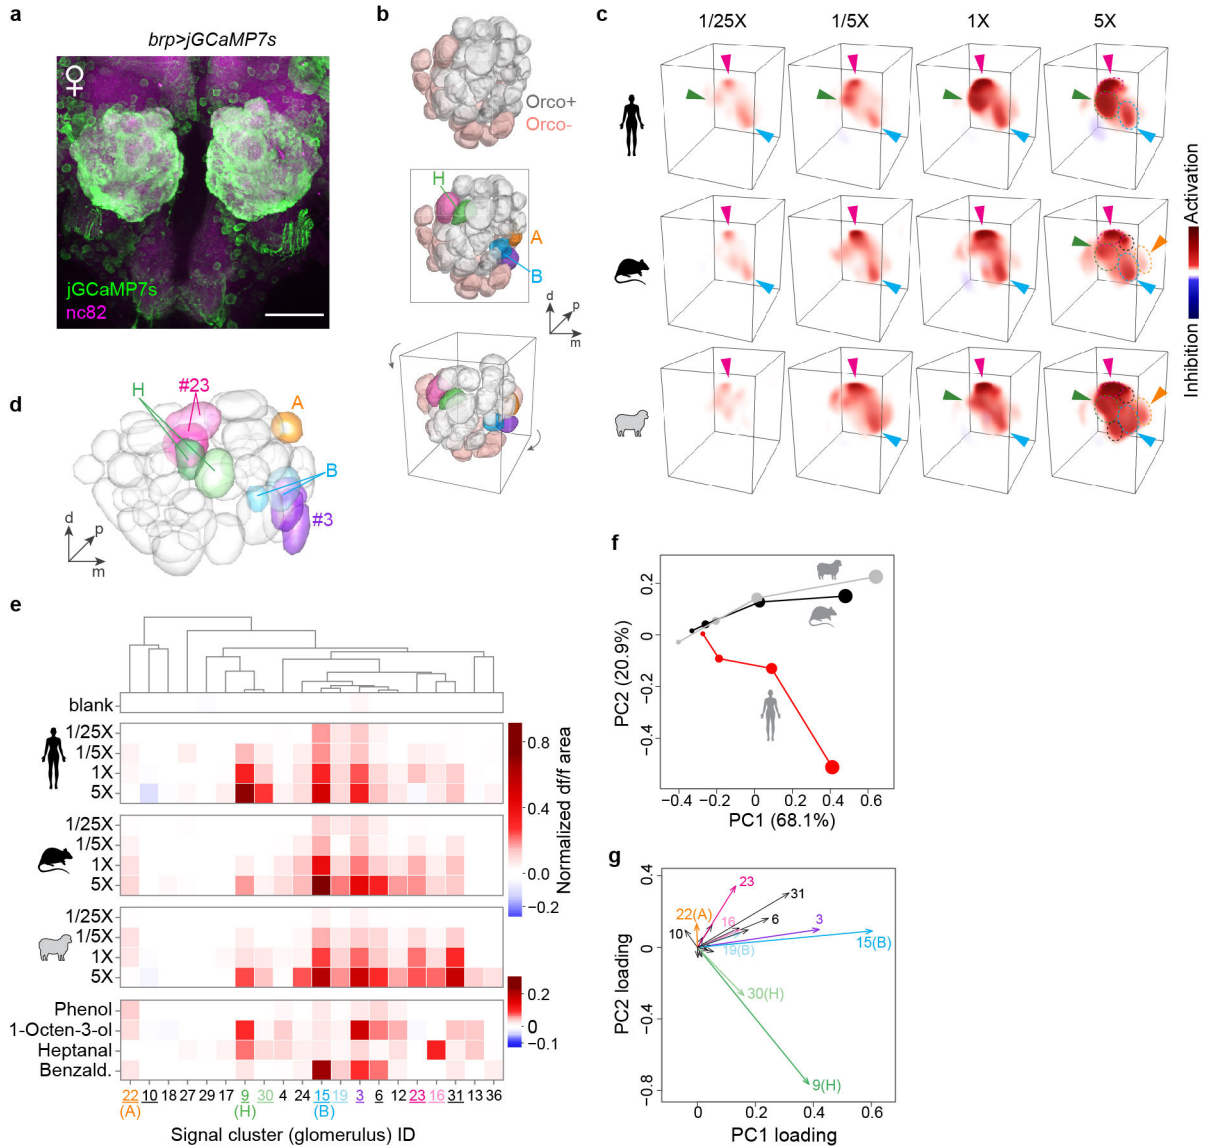 a
brp>jGCaMP7s
♀
jGCaMP7s
nc82
b
Orco+
Orco-
H
A
B
d
p
m
c
1/25X
1/5X
1X
5X
Activation
Inhibition
d
H
#23
A
B
#3
d
p
m
e
blank
1/25X
1/5X
1X
5X
1/25X
1/5X
1X
5X
1/25X
1/5X
1X
5X
Phenol
1-Octen-3-ol
Heptanal
Benzald.
0.8
0.4
0.0
−0.2
Normalized df/f area
0.2
0
−0.1
22 10 18 27 29 17 9 30 4 24 15 19 3 6 12 23 16 31 13 36
(A) (H) (B)
Signal cluster (glomerulus) ID
f
0.2
0
−0.2
−0.4
PC2 (20.9%)
−0.4 −0.2 0 0.2 0.4 0.6
PC1 (68.1%)
g
0.4
0
−0.4
−0.8
PC2 loading
23
31
22(A)
16
6
3
10
19(B)
15(B)
30(H)
9(H)
0 0.2 0.4 0.6
PC1 loading